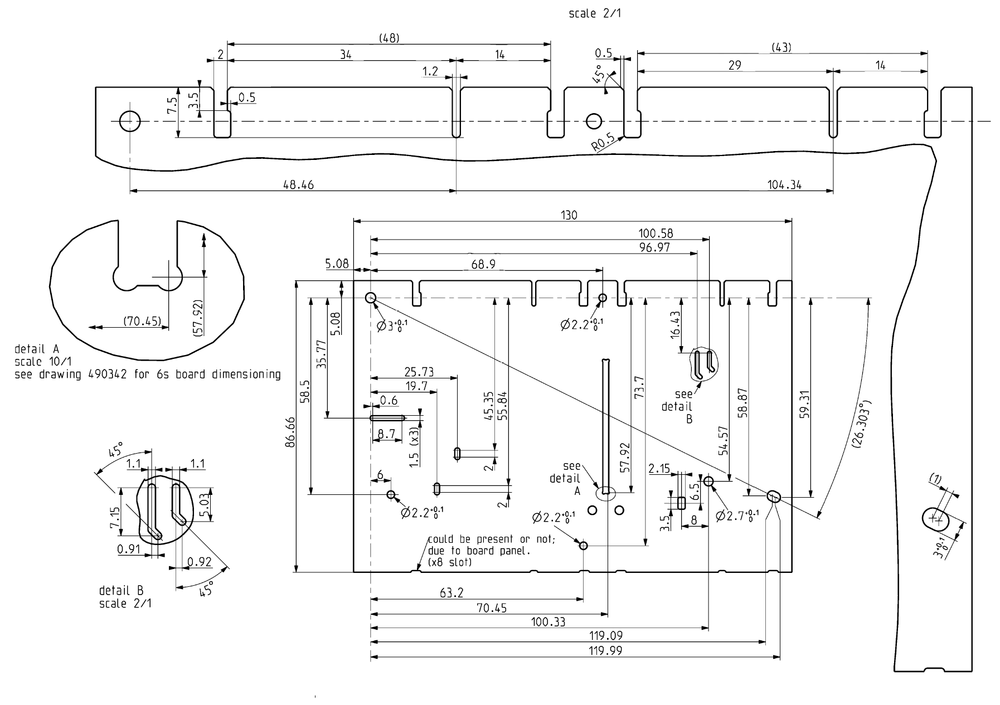 scale 2/1
(48)
2
34
14
0.5
(43)
1.2
45°
29
14
7.5
3.5
0.5
R0.5
48.46
104.34
130
100.58
96.97
5.08
68.9
(70.45)
(57.92)
detail A
scale 10/1
see drawing 490342 for 6s board dimensioning
5.08
Ø3 +0.1 0
Ø2.2 +0.1 0
16.43
35.77
58.5
86.66
25.73
19.7
0.6
8.7
1.5 (x3)
45.35
55.84
2
2
73.7
57.92
see
detail
B
58.87
59.31
54.57
(26.303°)
see
detail
A
2.15
6.5
3.5
8
Ø2.7 +0.1 0
6
Ø2.2 +0.1 0
Ø2.2 +0.1 0
could be present or not;
due to board panel.
(x8 slot)
45°
1.1
1.1
7.15
5.03
0.91
0.92
45°
detail B
scale 2/1
(1)
3 +0.1 0
63.2
70.45
100.33
119.09
119.99